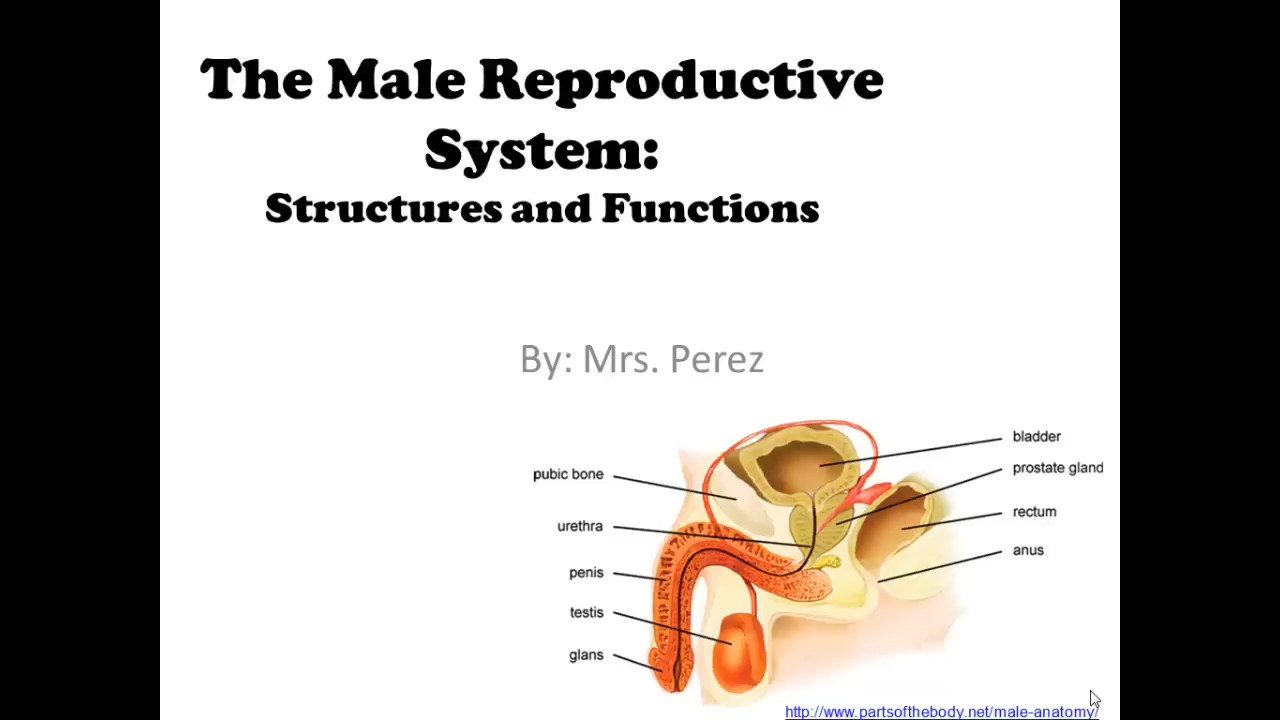 The Male Reproductive
System:
Structures and Functions
By: Mrs. Perez
bladder
prostate gland
pubic bone
rectum
urethra
anus
penis
testis
glans
http://www.partsofthebody.net/male-anatomy/